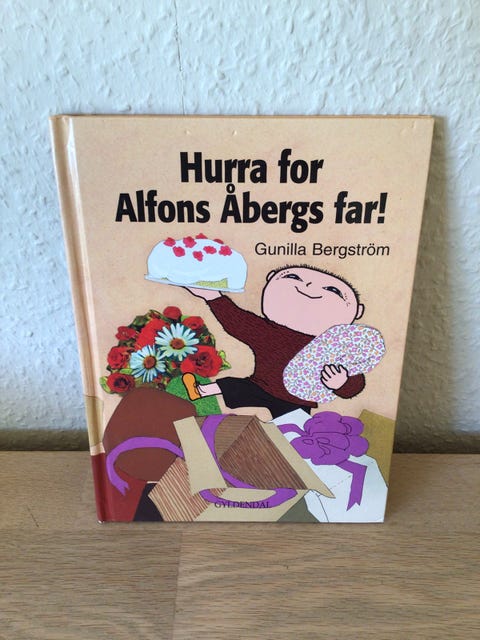 Hurra for
Alfons Åbergs far!
Gunilla Bergström
GYLDENDAL